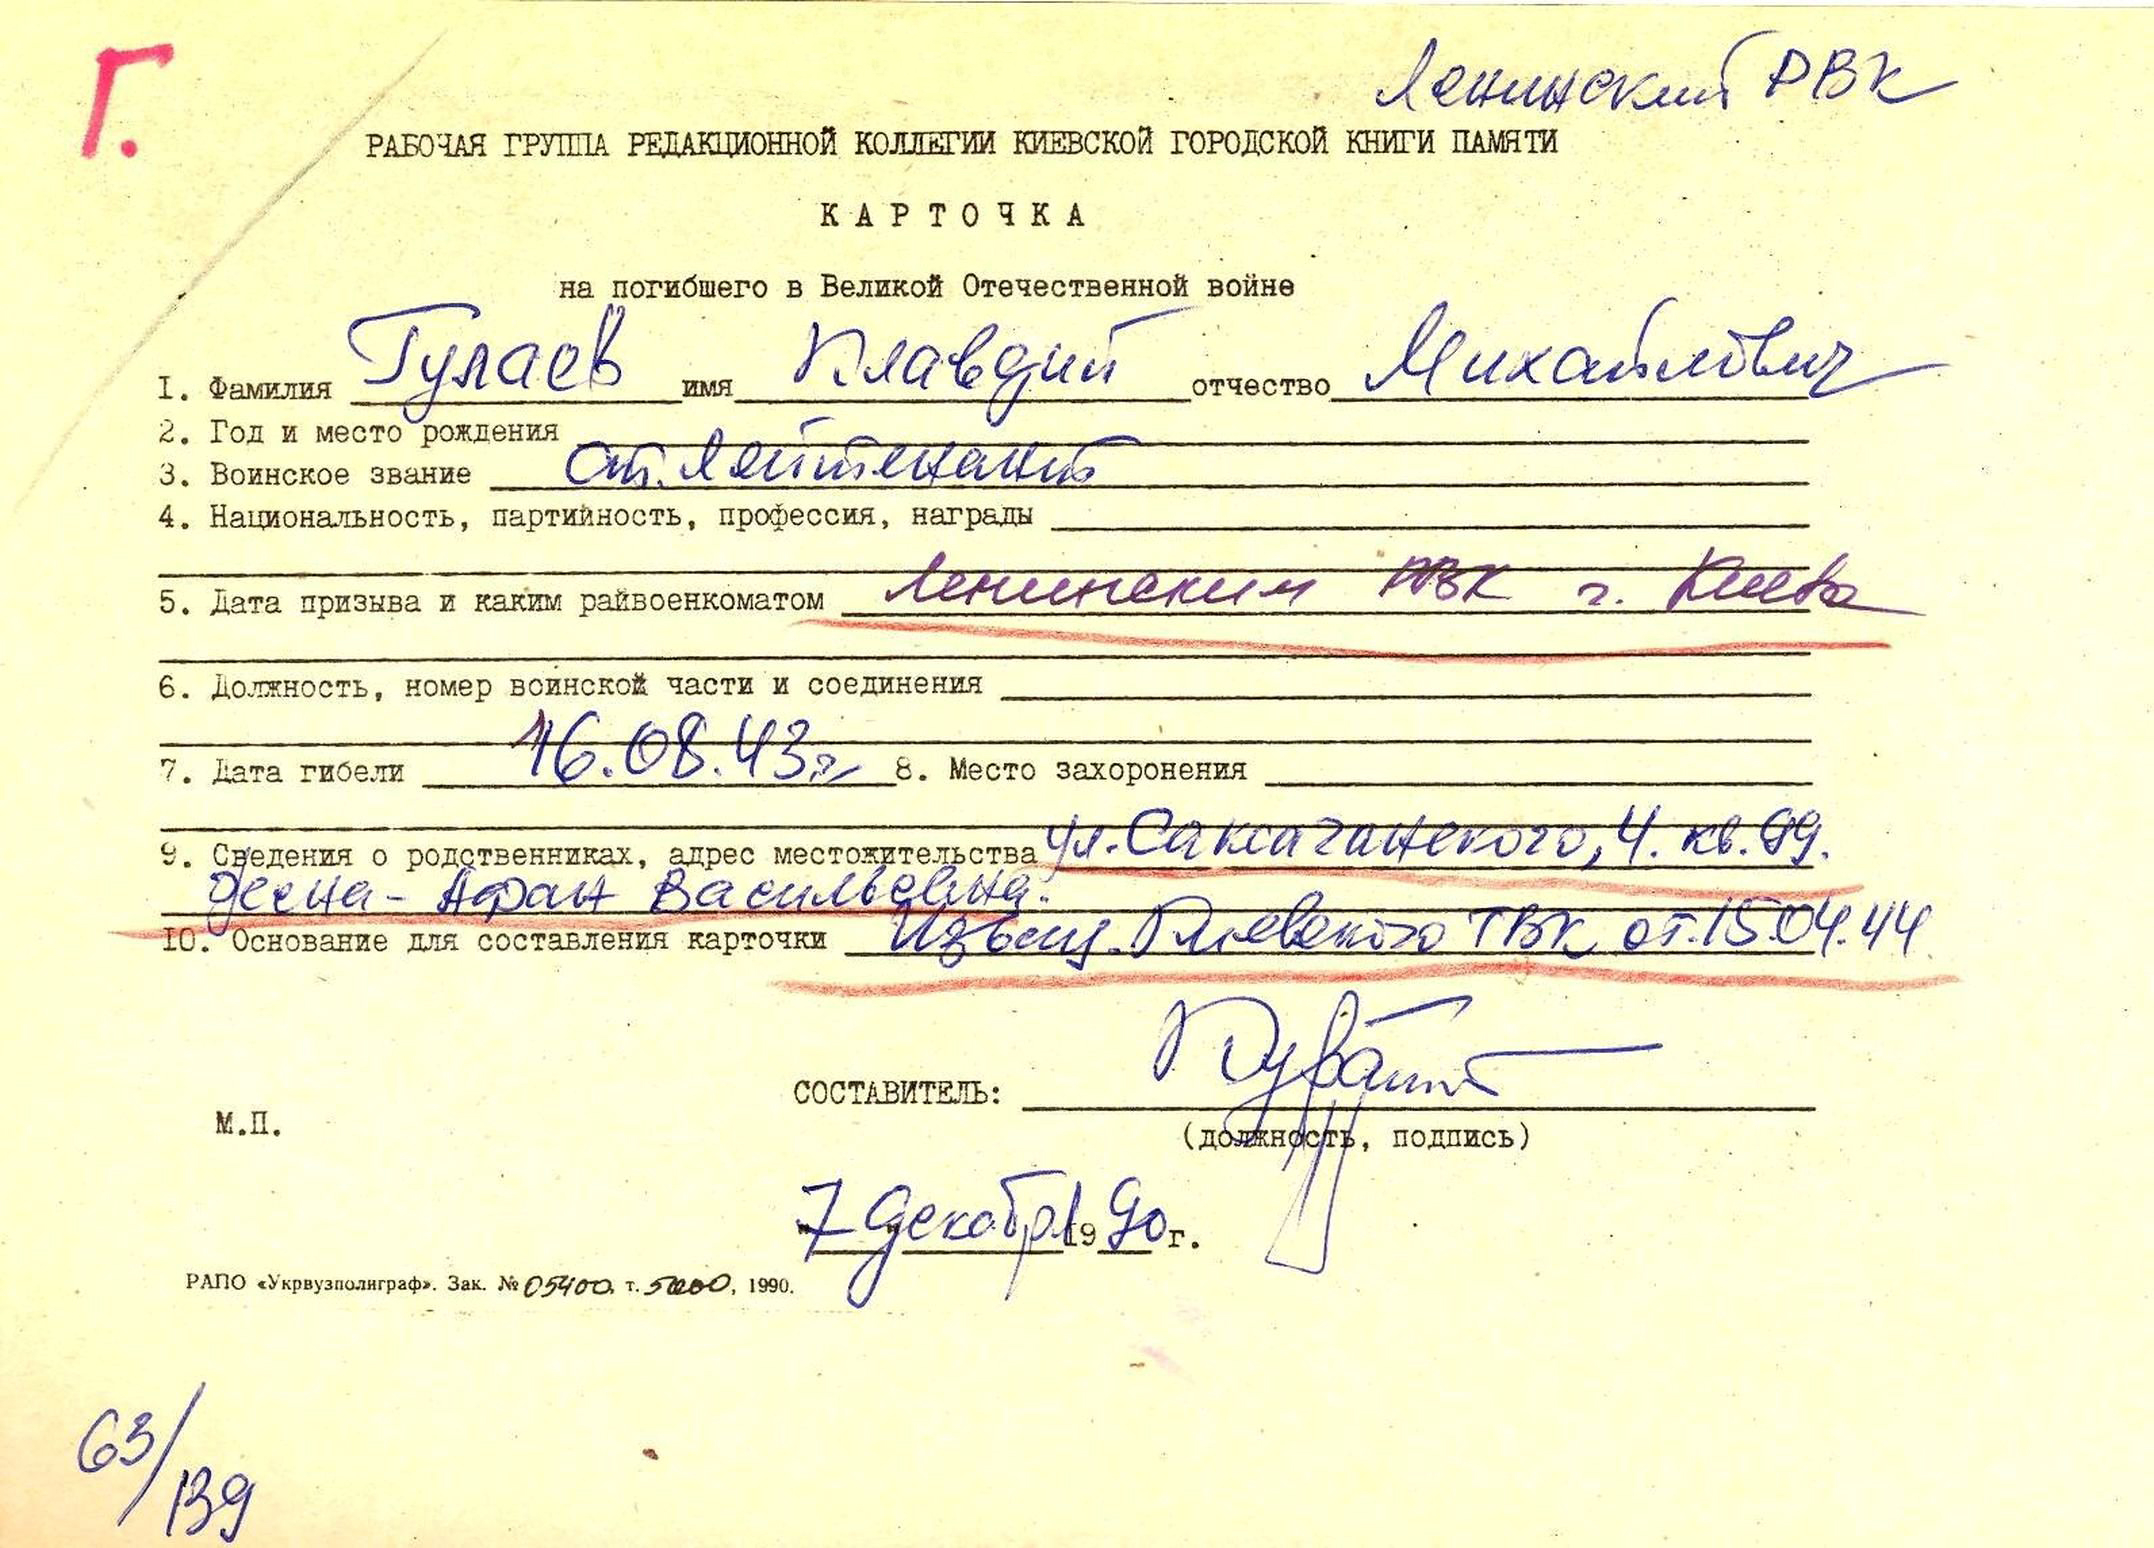 Г.
Ленинский РВК
РАБОЧАЯ ГРУППА РЕДАКЦИОННОЙ КОЛЛЕГИИ КИЕВСКОЙ ГОРОДСКОЙ КНИГИ ПАМЯТИ
КАРТОЧКА
на погибшего в Великой Отечественной войне
I. Фамилия Гулаев имя Клавдий отчество Михайлович
2. Год и место рождения
3. Воинское звание ст. лейтенант
4. Национальность, партийность, профессия, награды
5. Дата призыва и каким райвоенкоматом Ленинским РВК г. Киева
6. Должность, номер воинской части и соединения
7. Дата гибели 16.08.43г 8. Место захоронения
9. Сведения о родственниках, адрес местожительства ул. Саксаганского, 4. кв. 99.
Васильевна.
10. Основание для составления карточки Извещ. Киевского ГВК от. 15.04.44
СОСТАВИТЕЛЬ:
М.П.
(должность, подпись)
"7" декабря 1990 г.
РАПО «Укрвузполиграф». Зак. № 05400, т. 5000, 1990.
63/139